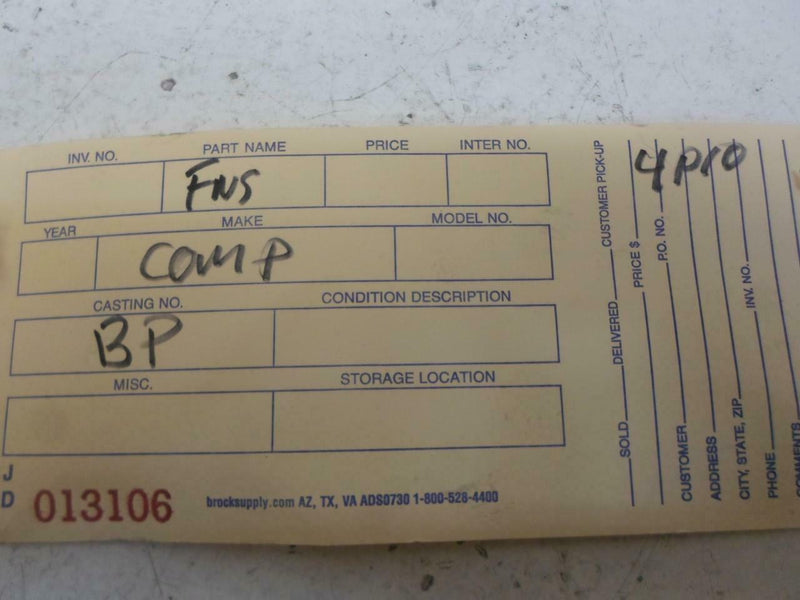 INV. NO. PART NAME PRICE INTER NO.
FNS
YEAR MAKE MODEL NO.
COMP
CASTING NO. CONDITION DESCRIPTION
BP
MISC. STORAGE LOCATION
J
D 013106 brocksupply.com AZ, TX, VA ADS0730 1-800-528-4400
SOLD DELIVERED CUSTOMER PICK-UP
PRICE $
P.O. NO.
CUSTOMER
ADDRESS
CITY, STATE, ZIP INV. NO.
PHONE
COMMENTS